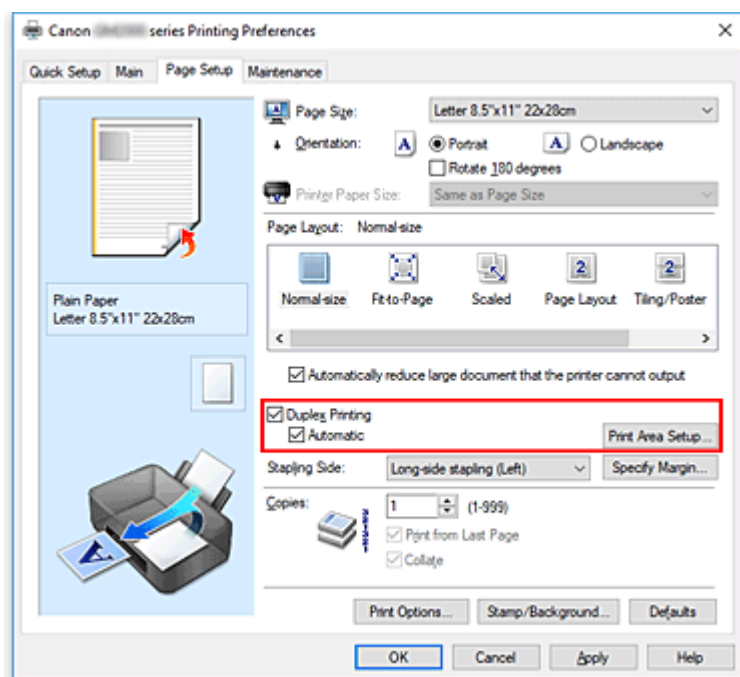 Canon series Printing Preferences
Quick Setup Main Page Setup Maintenance
Page Size: Letter 8.5"x11" 22x28cm
Orientation: A Portrait A Landscape
Rotate 180 degrees
Printer Paper Size: Same as Page Size
Page Layout: Normal-size
2 2
Normal-size Fit-to-Page Scaled Page Layout Tiling/Poster
Plain Paper
Letter 8.5"x11" 22x28cm
Automatically reduce large document that the printer cannot output
Duplex Printing
Automatic Print Area Setup...
Stapling Side: Long-side stapling (Left) Specify Margin...
Copies: 1 (1-999)
Print from Last Page
Collate
A
Print Options... Stamp/Background... Defaults
OK Cancel Apply Help